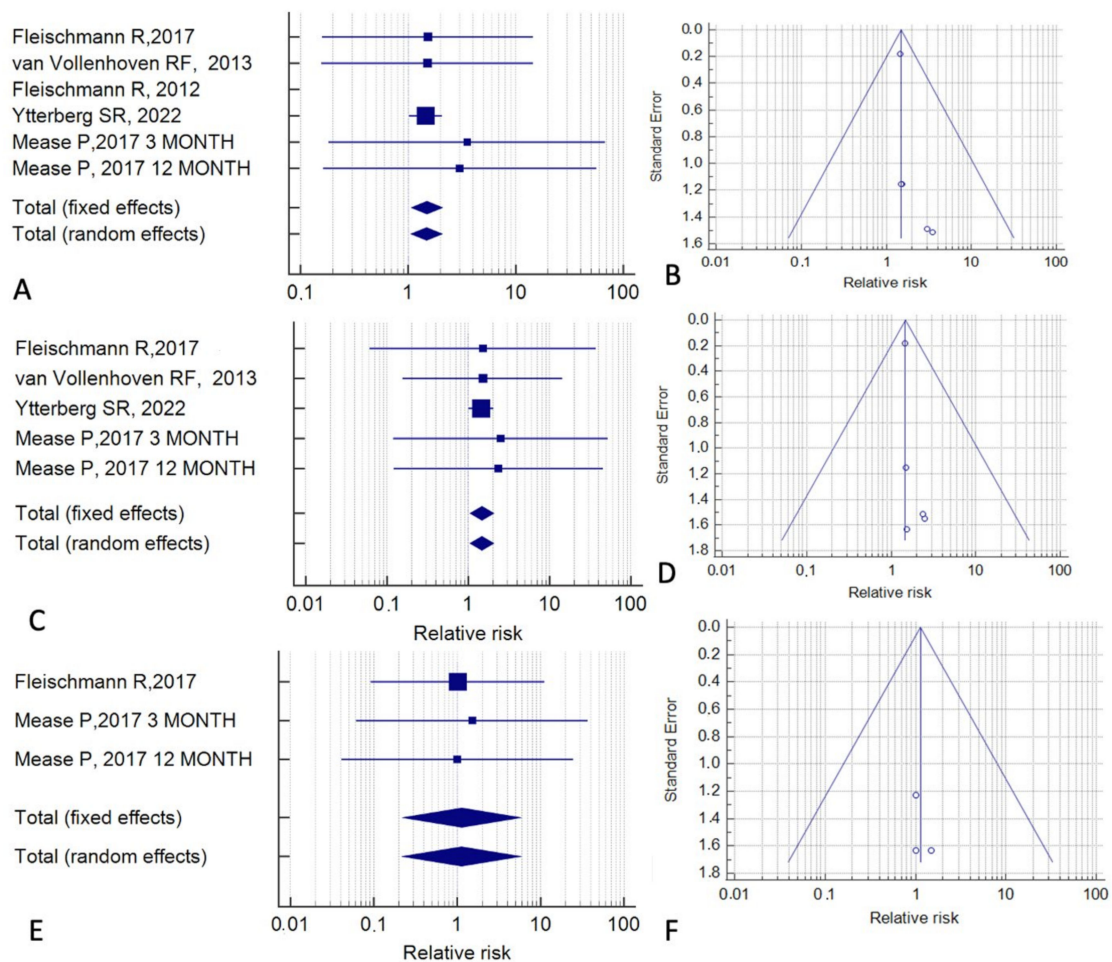 Fleischmann R,2017
van Vollenhoven RF, 2013
Fleischmann R, 2012
Ytterberg SR, 2022
Mease P,2017 3 MONTH
Mease P, 2017 12 MONTH
Total (fixed effects)
Total (random effects)
0.1 1 10 100
A
Standard Error
0.0
0.2
0.4
0.6
0.8
1.0
1.2
1.4
1.6
0.01 0.1 1 10 100
Relative risk
B
Fleischmann R,2017
van Vollenhoven RF, 2013
Ytterberg SR, 2022
Mease P,2017 3 MONTH
Mease P, 2017 12 MONTH
Total (fixed effects)
Total (random effects)
0.01 0.1 1 10 100
Relative risk
C
Standard Error
0.0
0.2
0.4
0.6
0.8
1.0
1.2
1.4
1.6
1.8
0.01 0.1 1 10 100
Relative risk
D
Fleischmann R,2017
Mease P,2017 3 MONTH
Mease P, 2017 12 MONTH
Total (fixed effects)
Total (random effects)
0.01 0.1 1 10 100
Relative risk
E
Standard Error
0.0
0.2
0.4
0.6
0.8
1.0
1.2
1.4
1.6
1.8
0.01 0.1 1 10 100
Relative risk
F